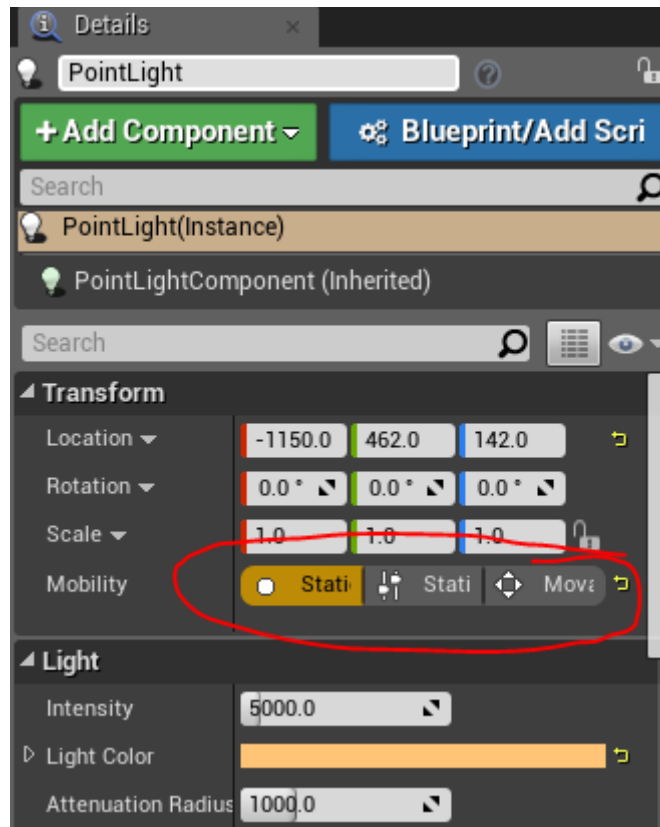 Details
PointLight
+Add Component
Blueprint/Add Scri
Search
PointLight(Instance)
PointLightComponent (Inherited)
Search
Transform
Location -1150.0 462.0 142.0
Rotation 0.0 ° 0.0 ° 0.0 °
Scale 1.0 1.0 1.0
Mobility Stati Stati Mova
Light
Intensity 5000.0
Light Color
Attenuation Radius 1000.0